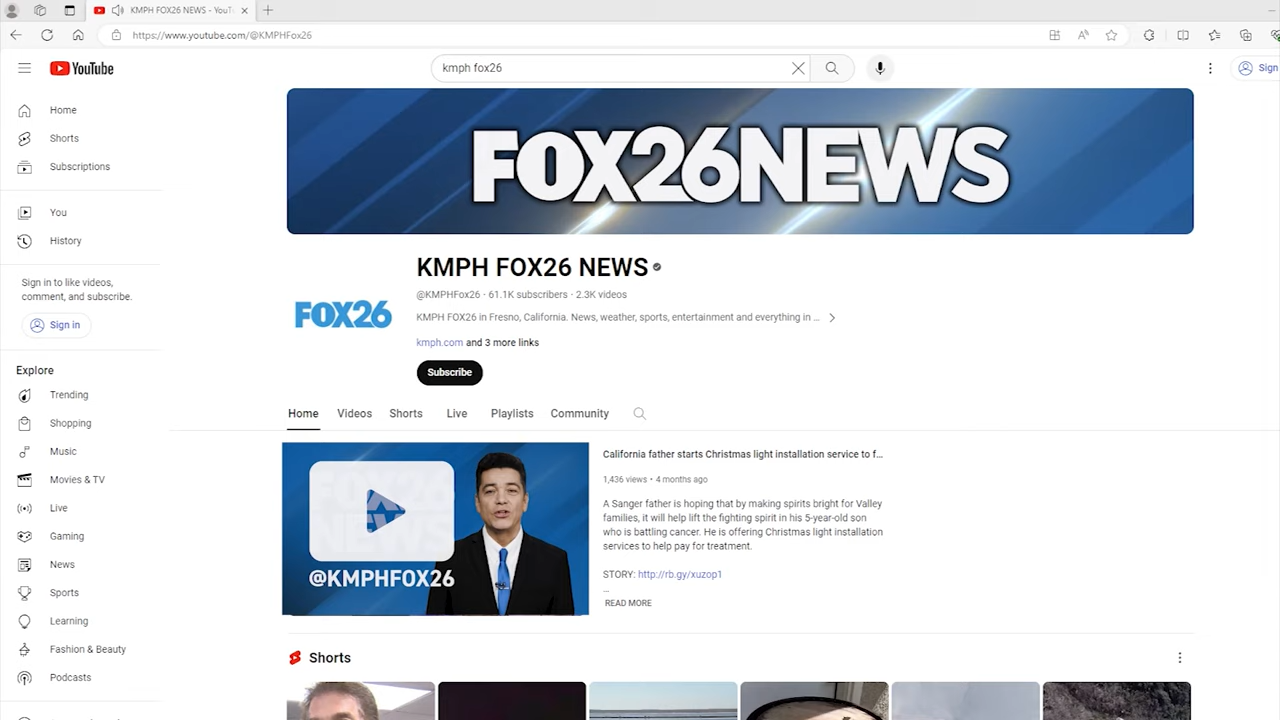 KMPH FOX26 NEWS - YouT
https://www.youtube.com/@KMPHFox26
YouTube
kmph fox26
Sign
Home
Shorts
Subscriptions
You
History
Sign in to like videos,
comment, and subscribe.
Sign in
Explore
Trending
Shopping
Music
Movies & TV
Live
Gaming
News
Sports
Learning
Fashion & Beauty
Podcasts
FOX26NEWS
FOX26
KMPH FOX26 NEWS
@KMPHFox26 · 61.1K subscribers · 2.3K videos
KMPH FOX26 in Fresno, California. News, weather, sports, entertainment and everything in ...
kmph.com and 3 more links
Subscribe
Home Videos Shorts Live Playlists Community
FOX26
NEWS
@KMPHFOX26
California father starts Christmas light installation service to f...
1,436 views • 4 months ago
A Sanger father is hoping that by making spirits bright for Valley
families, it will help lift the fighting spirit in his 5-year-old son
who is battling cancer. He is offering Christmas light installation
services to help pay for treatment.
STORY: http://rb.gy/xuzop1
...
READ MORE
Shorts